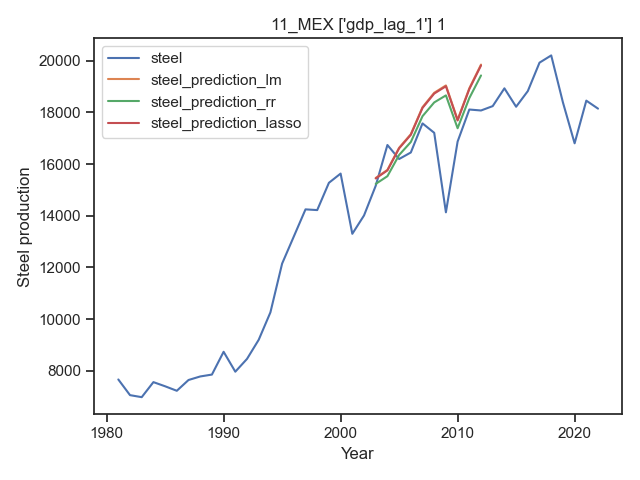 11_MEX ['gdp_lag_1'] 1
steel
steel_prediction_lm
steel_prediction_rr
steel_prediction_lasso
Steel production
20000
18000
16000
14000
12000
10000
8000
1980
1990
2000
2010
2020
Year